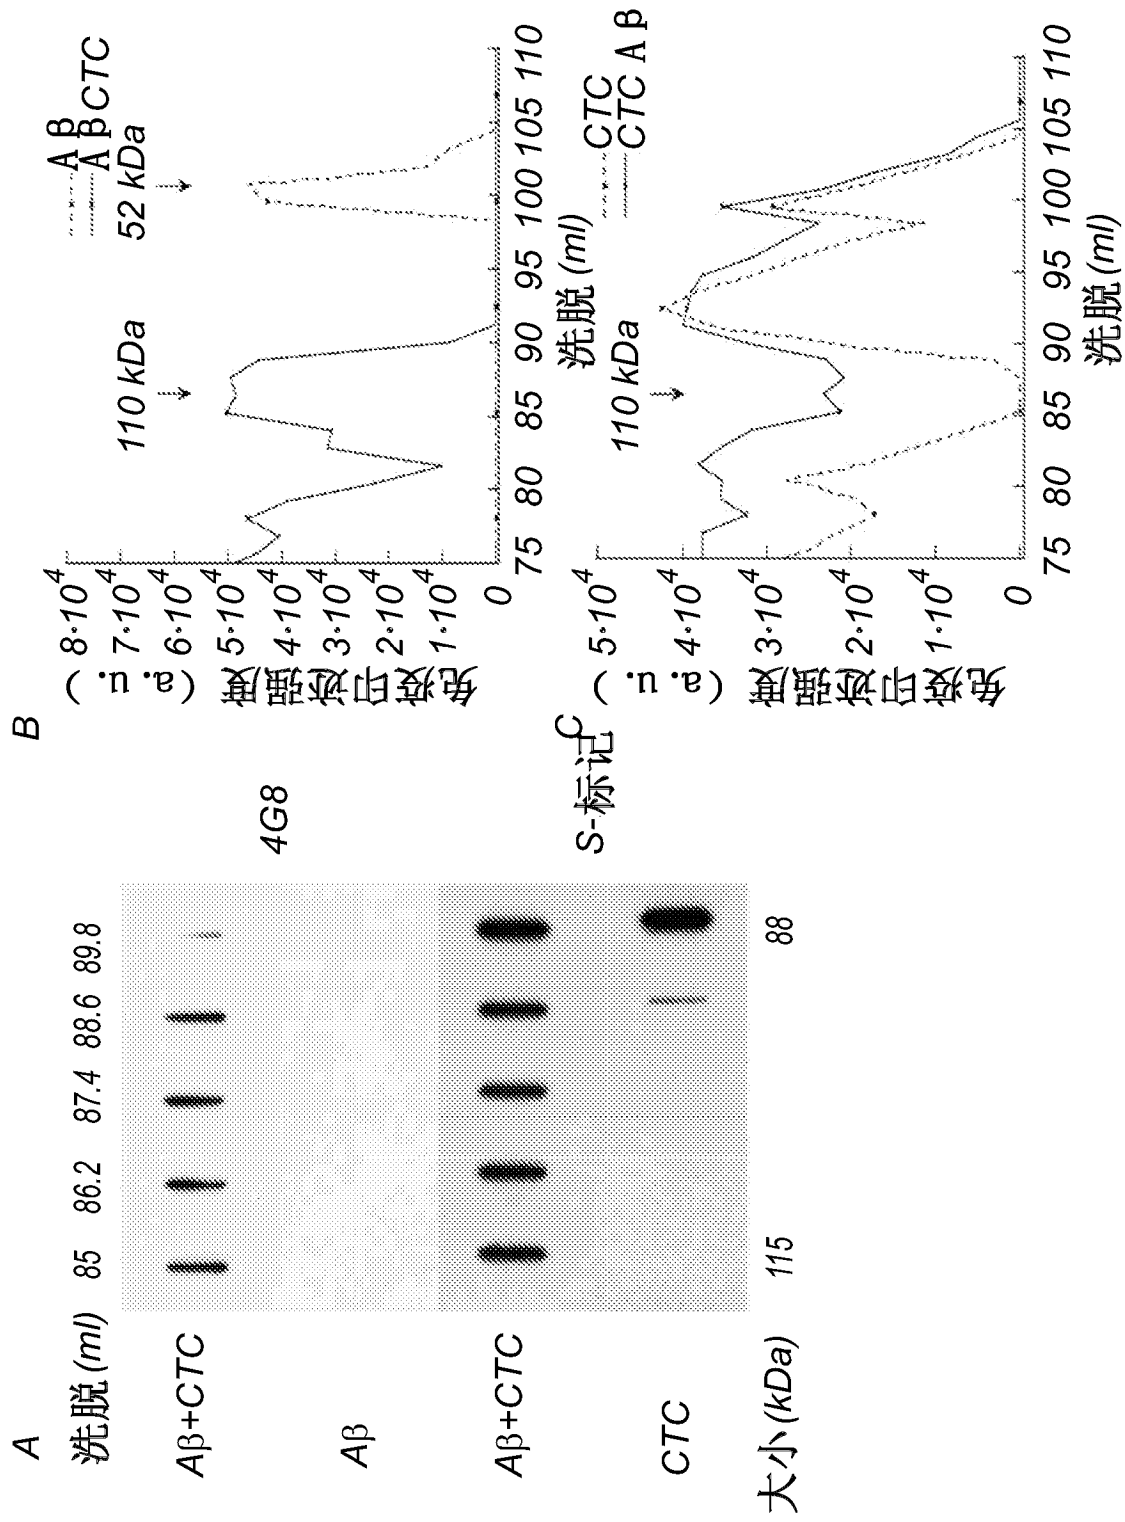 A
洗脱 (ml) 85 86.2 87.4 88.6 89.8
Aβ+CTC
Aβ
4G8
Aβ+CTC
CTC
S-标记
大小 (kDa) 115 88
B
免疫印迹强度 (a.u.)
8·10⁴
7·10⁴
6·10⁴
5·10⁴
4·10⁴
3·10⁴
2·10⁴
1·10⁴
0
Aβ
Aβ CTC
110 kDa 52 kDa
75 80 85 90 95 100 105 110
洗脱 (ml)
C
免疫印迹强度 (a.u.)
5·10⁴
4·10⁴
3·10⁴
2·10⁴
1·10⁴
0
CTC
CTC Aβ
110 kDa
75 80 85 90 95 100 105 110
洗脱 (ml)